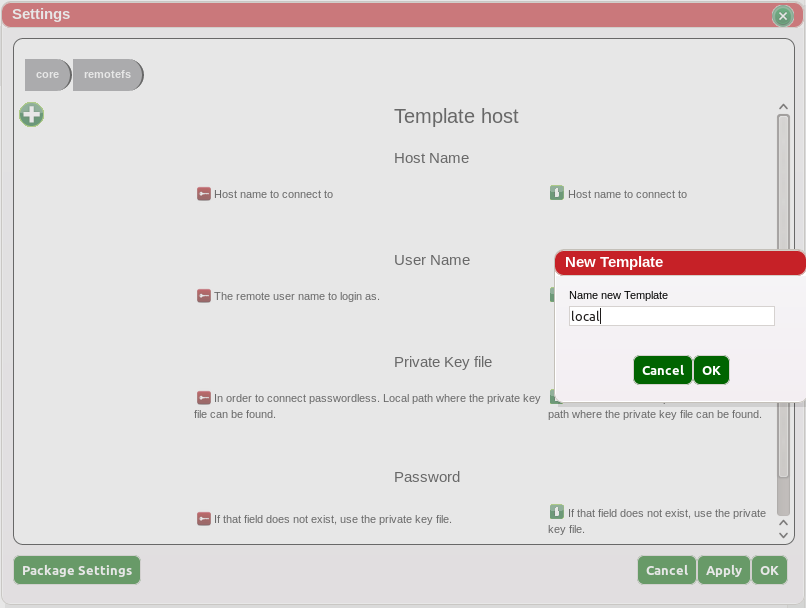 Settings
core remotefs
Template host
Host Name
Host name to connect to Host name to connect to
User Name
The remote user name to login as.
New Template
Name new Template
local
Cancel OK
Private Key file
In order to connect passwordless. Local path where the private key
file can be found.
path where the private key file can be found.
Password
If that field does not exist, use the private key file.
If that field does not exist, use the private
key file.
Package Settings Cancel Apply OK